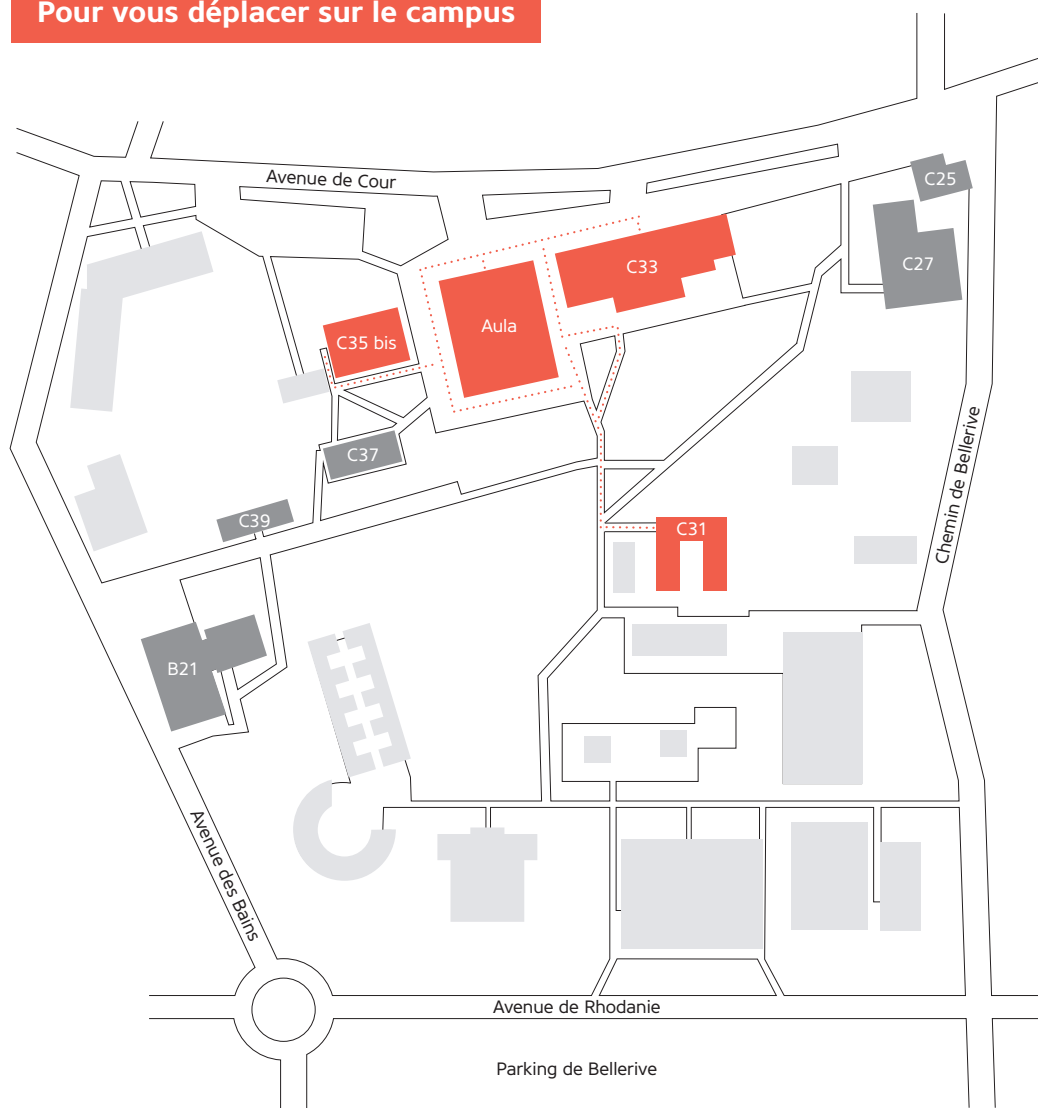 Pour vous déplacer sur le campus
Avenue de Cour
C25
C27
C33
Aula
C35 bis
C37
C39
C31
Chemin de Bellerive
B21
Avenue des Bains
Avenue de Rhodanie
Parking de Bellerive